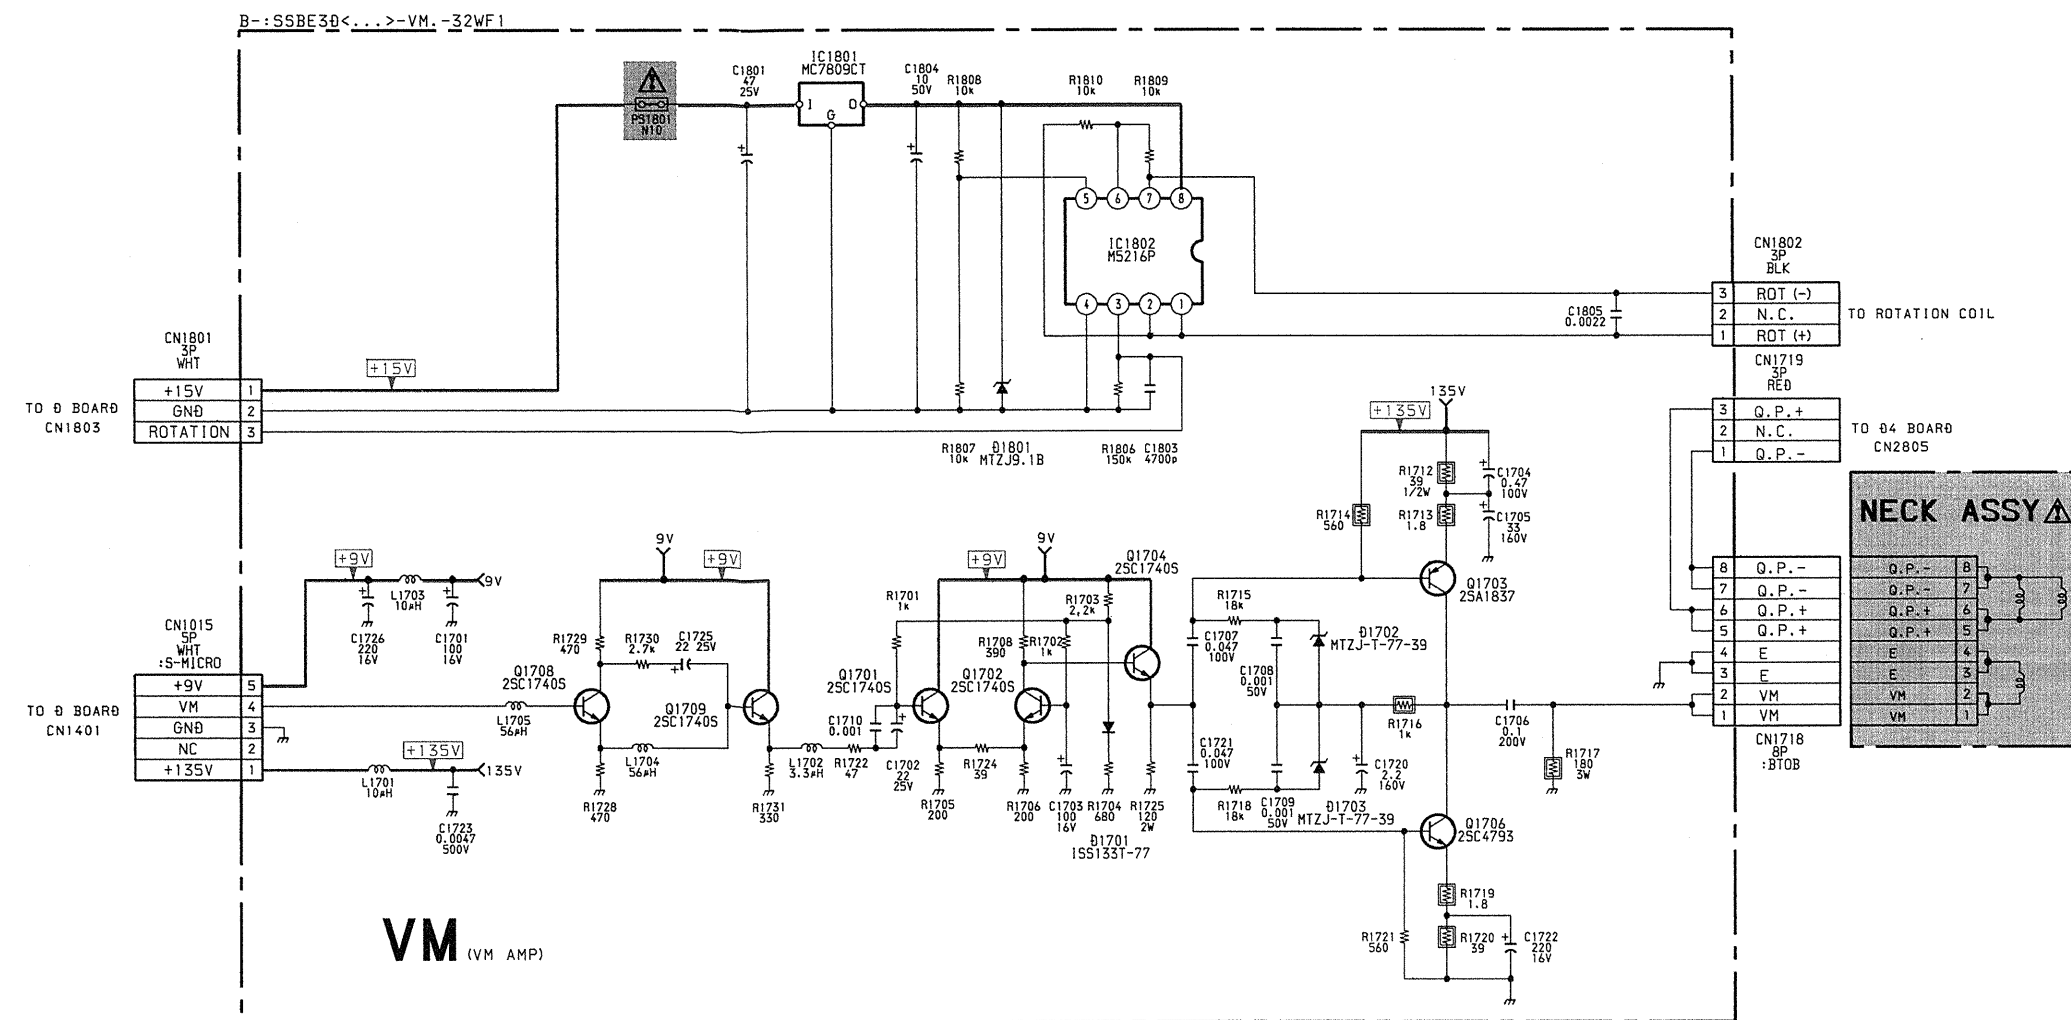 B-:SSBE3D<...>-VM.-32WF1
PS1801
N10
C1801
47
25V
IC1801
MC7809CT
I
O
G
C1804
10
50V
R1808
10k
R1810
10k
R1809
10k
5 6 7 8
IC1802
M5216P
4 3 2 1
CN1802
3P
BLK
3 ROT (-)
2 N.C.
1 ROT (+)
TO ROTATION COIL
C1805
0.0022
CN1801
3P
WHT
+15V 1
GND 2
ROTATION 3
TO D BOARD
CN1803
+15V
R1807
10k
D1801
MTZJ9.1B
R1806
150k
C1803
4700p
CN1719
3P
RED
3 Q.P.+
2 N.C.
1 Q.P.-
TO D4 BOARD
CN2805
+135V
135V
R1712
39
1/2W
C1704
0.47
100V
R1714
560
R1713
1.8
C1705
33
160V
NECK ASSY
8 Q.P.-
7 Q.P.-
6 Q.P.+
5 Q.P.+
4 E
3 E
2 VM
1 VM
CN1718
8P
:BTOB
Q.P.- 8
Q.P.- 7
Q.P.+ 6
Q.P.+ 5
E 4
E 3
VM 2
VM 1
+9V
L1703
10µH
9V
C1726
220
16V
C1701
100
16V
CN1015
5P
WHT
:S-MICRO
+9V 5
VM 4
GND 3
NC 2
+135V 1
TO D BOARD
CN1401
+135V
135V
L1701
10µH
C1723
0.0047
500V
L1705
56µH
Q1708
2SC1740S
9V
+9V
R1729
470
R1730
2.7k
C1725
22 25V
Q1709
2SC1740S
L1704
56µH
R1728
470
R1731
330
L1702
3.3µH
R1722
47
C1710
0.001
C1702
22
25V
Q1701
2SC1740S
R1701
1k
+9V
9V
Q1704
2SC1740S
R1703
2.2k
R1708
390
R1702
1k
Q1702
2SC1740S
R1724
39
R1705
200
R1706
200
C1703
100
16V
R1704
680
R1725
120
2W
D1701
ISS133T-77
Q1703
2SA1837
R1715
18k
C1707
0.047
100V
C1708
0.001
50V
D1702
MTZJ-T-77-39
R1716
1k
C1706
0.1
200V
R1717
180
3W
C1721
0.047
100V
R1718
18k
C1709
0.001
50V
D1703
MTZJ-T-77-39
C1720
2.2
160V
Q1706
2SC4793
R1719
1.8
R1721
560
R1720
39
C1722
220
16V
VM (VM AMP)